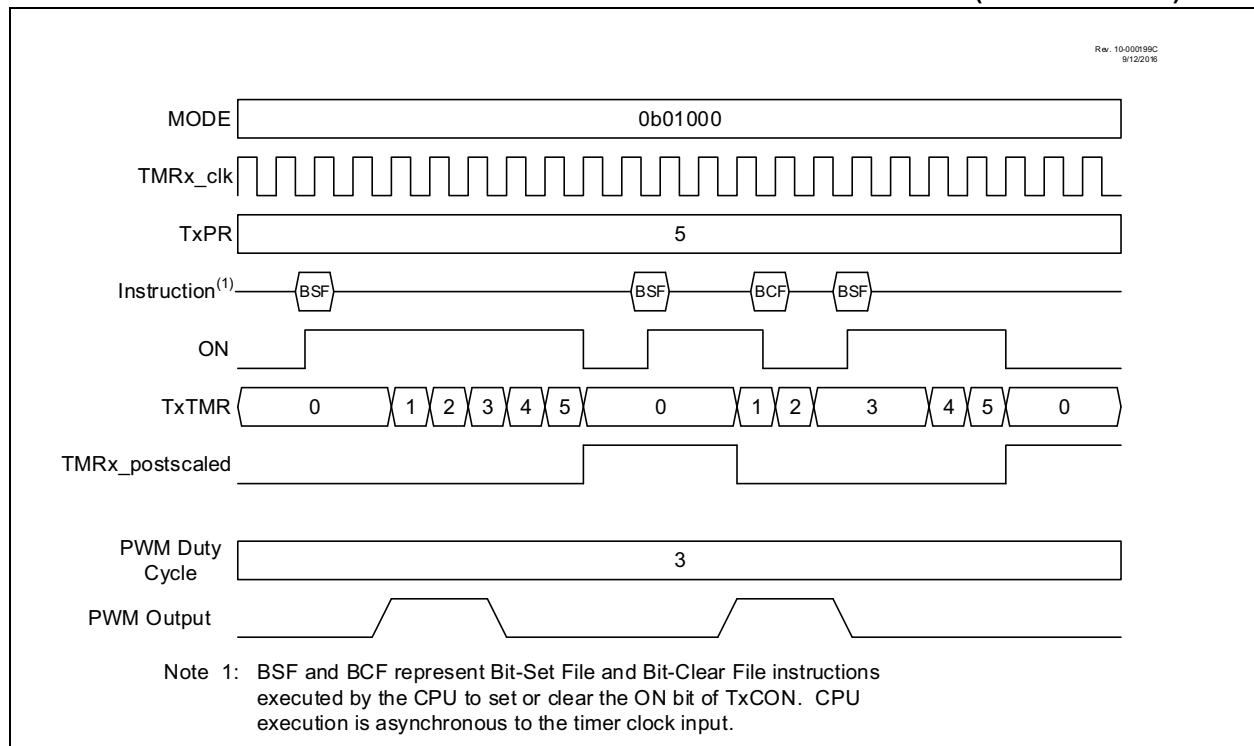 Rev. 10-000199C
9/12/2016
MODE 0b01000
TMRx_clk
TxPR 5
Instruction(1) BSF BSF BCF BSF
ON
TxTMR 0 1 2 3 4 5 0 1 2 3 4 5 0
TMRx_postscaled
PWM Duty
Cycle 3
PWM Output
Note 1: BSF and BCF represent Bit-Set File and Bit-Clear File instructions
executed by the CPU to set or clear the ON bit of TxCON. CPU
execution is asynchronous to the timer clock input.